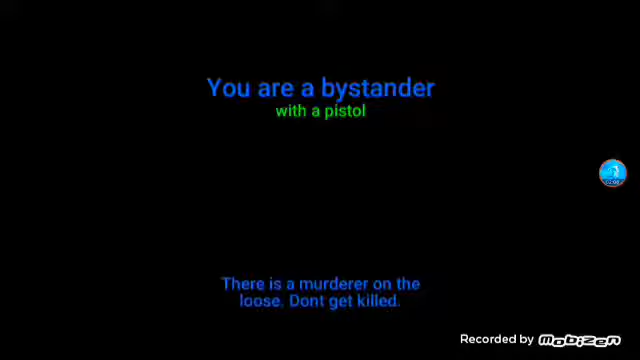 You are a bystander
with a pistol
There is a murderer on the
loose. Dont get killed.
Recorded by Mobizen